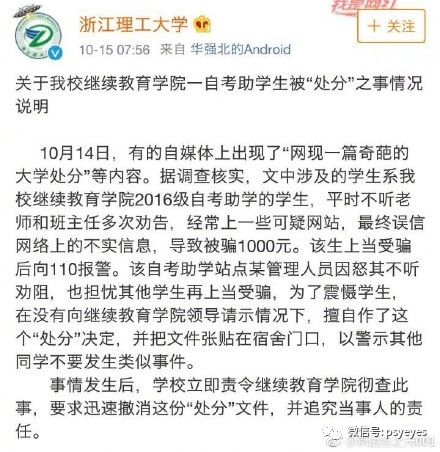 我是网红
浙江理工大学
+关注
10-15 07:56 来自 华强北的Android
关于我校继续教育学院一自考助学生被“处分”之事情况
说明
10月14日，有的自媒体上出现了“网现一篇奇葩的
大学处分”等内容。据调查核实，文中涉及的学生系我
校继续教育学院2016级自考助学的学生，平时不听老
师和班主任多次劝告，经常上一些可疑网站，最终误信
网络上的不实信息，导致被骗1000元。该生上当受骗
后向110报警。该自考助学站点某管理人员因怒其不听
劝阻，也担忧其他学生再上当受骗，为了震慑学生，
在没有向继续教育学院领导请示情况下，擅自作了这
个“处分”决定，并把文件张贴在宿舍门口，以警示其他
同学不要发生类似事件。
事情发生后，学校立即责令继续教育学院彻查此
事，要求迅速撤消这份“处分”文件，并追究当事人的责
任。
微信号: psyeyes